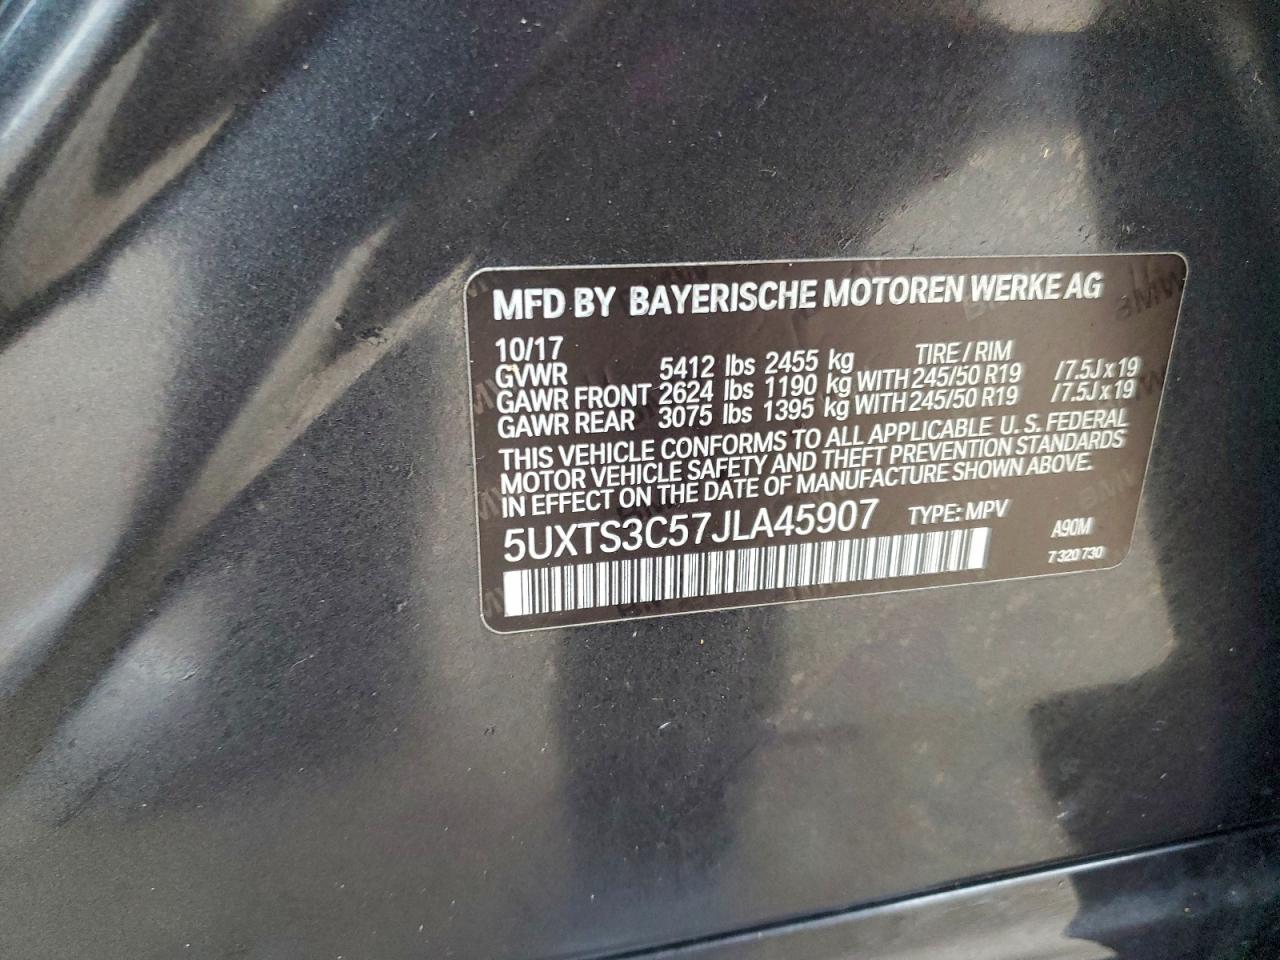 MFD BY BAYERISCHE MOTOREN WERKE AG
10/17 TIRE / RIM
GVWR 5412 lbs 2455 kg
GAWR FRONT 2624 lbs 1190 kg WITH 245/50 R19 /7.5J x 19
GAWR REAR 3075 lbs 1395 kg WITH 245/50 R19 /7.5J x 19
THIS VEHICLE CONFORMS TO ALL APPLICABLE U. S. FEDERAL
MOTOR VEHICLE SAFETY AND THEFT PREVENTION STANDARDS
IN EFFECT ON THE DATE OF MANUFACTURE SHOWN ABOVE.
5UXTS3C57JLA45907 TYPE: MPV A90M
7 320 730